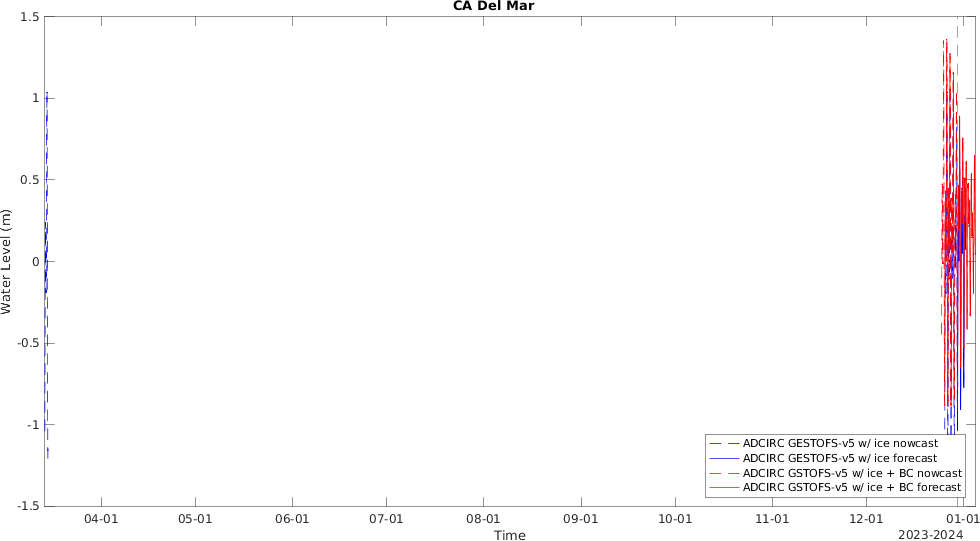 CA Del Mar
1.5
1
0.5
0
-0.5
-1
-1.5
Water Level (m)
04-01 05-01 06-01 07-01 08-01 09-01 10-01 11-01 12-01 01-01
Time
2023-2024
ADCIRC GESTOFS-v5 w/ ice nowcast
ADCIRC GESTOFS-v5 w/ ice forecast
ADCIRC GSTOFS-v5 w/ ice + BC nowcast
ADCIRC GSTOFS-v5 w/ ice + BC forecast